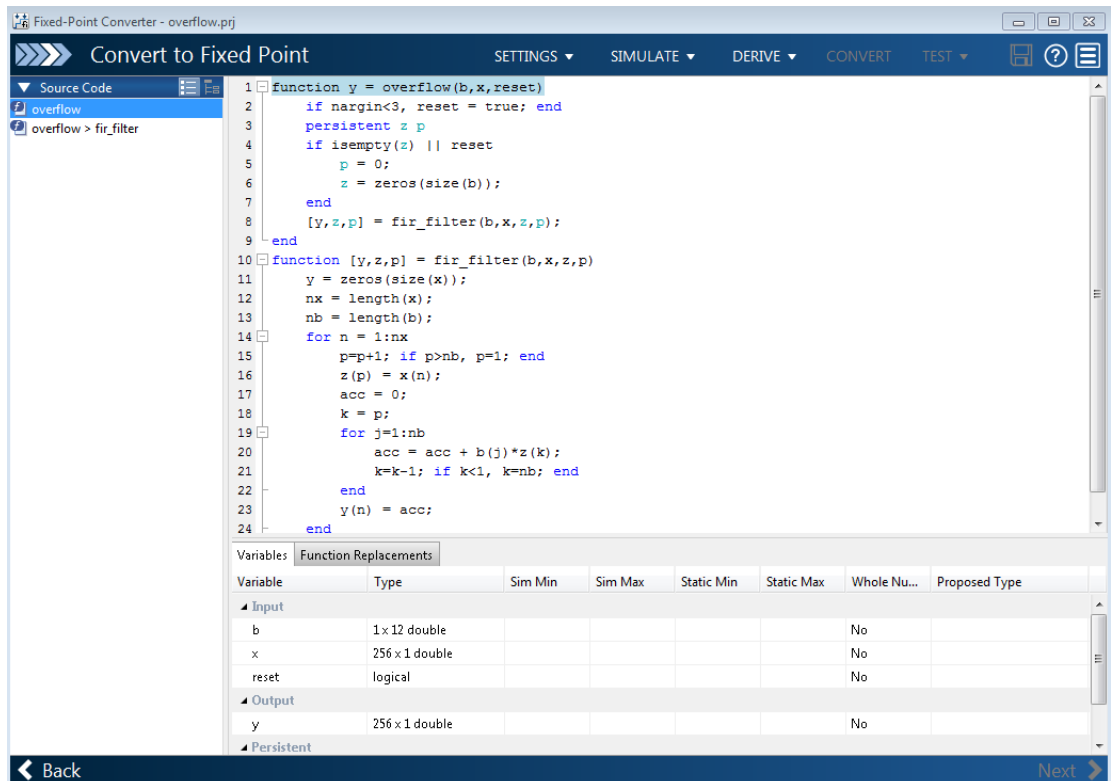 Fixed-Point Converter - overflow.prj
Convert to Fixed Point
SETTINGS ▼ SIMULATE ▼ DERIVE ▼ CONVERT TEST ▼
Source Code
overflow
overflow > fir_filter
1 function y = overflow(b,x,reset)
2 if nargin<3, reset = true; end
3 persistent z p
4 if isempty(z) || reset
5 p = 0;
6 z = zeros(size(b));
7 end
8 [y,z,p] = fir_filter(b,x,z,p);
9 end
10 function [y,z,p] = fir_filter(b,x,z,p)
11 y = zeros(size(x));
12 nx = length(x);
13 nb = length(b);
14 for n = 1:nx
15 p=p+1; if p>nb, p=1; end
16 z(p) = x(n);
17 acc = 0;
18 k = p;
19 for j=1:nb
20 acc = acc + b(j)*z(k);
21 k=k-1; if k<1, k=nb; end
22 end
23 y(n) = acc;
24 end
Variables Function Replacements
Variable Type Sim Min Sim Max Static Min Static Max Whole Nu... Proposed Type
Input
b 1 x 12 double No
x 256 x 1 double No
reset logical No
Output
y 256 x 1 double No
Persistent
Back Next